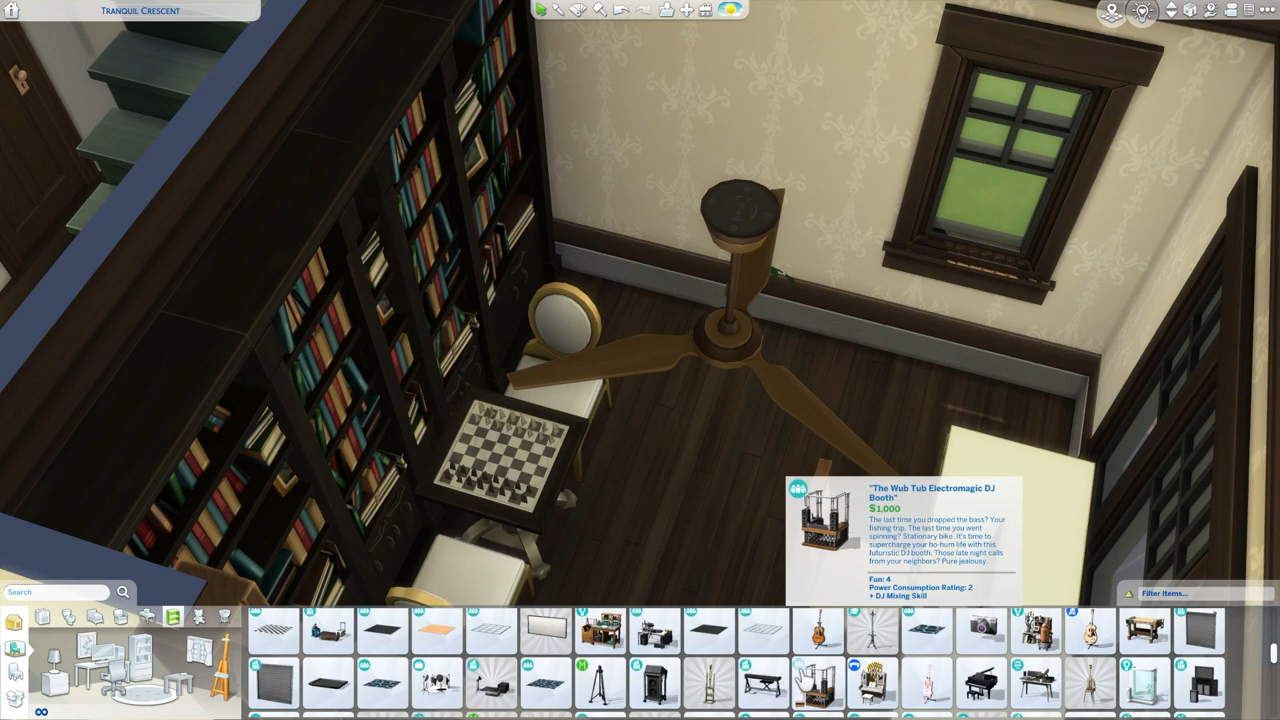 TRANQUIL CRESCENT
"The Wub Tub Electromagic DJ
Booth"
§1,000
The last time you dropped the bass? Your
fishing trip. The last time you went
spinning? Stationary bike. It's time to
supercharge your ho-hum life with this
futuristic DJ booth. Those late night calls
from your neighbors? Pure jealousy.
Fun: 4
Power Consumption Rating: 2
+ DJ Mixing Skill
Search
Filter Items...